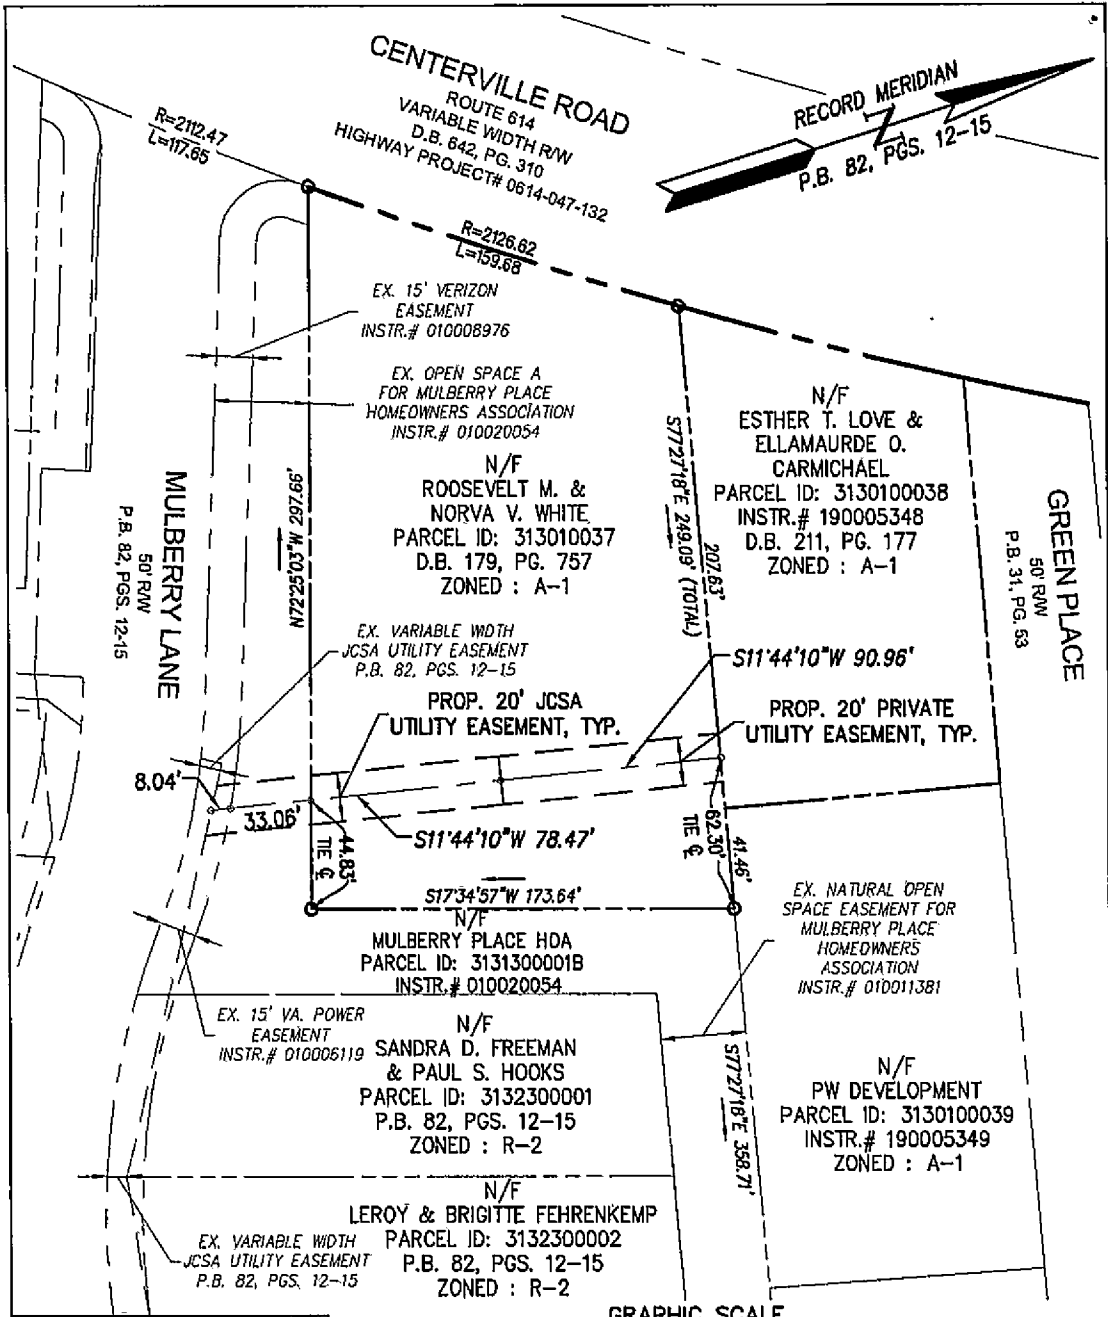 CENTERVILLE ROAD
ROUTE 614
VARIABLE WIDTH R/W
D.B. 642, PG. 310
HIGHWAY PROJECT# 0614-047-132
RECORD MERIDIAN
P.B. 82, PGS. 12-15
R=2112.47
L=117.65
R=2126.62
L=159.68
EX. 15' VERIZON
EASEMENT
INSTR.# 010008976
EX. OPEN SPACE A
FOR MULBERRY PLACE
HOMEOWNERS ASSOCIATION
INSTR.# 010020054
N/F
ROOSEVELT M. &
NORVA V. WHITE
PARCEL ID: 313010037
D.B. 179, PG. 757
ZONED : A-1
N/F
ESTHER T. LOVE &
ELLAMAURDE O.
CARMICHAEL
PARCEL ID: 3130100038
INSTR.# 190005348
D.B. 211, PG. 177
ZONED : A-1
S77°27'18"E 249.09' (TOTAL)
207.63'
GREEN PLACE
50' R/W
P.B. 31, PG. 53
MULBERRY LANE
50' R/W
P.B. 82, PGS. 12-15
N72°25'03"W 297.69'
EX. VARIABLE WIDTH
JCSA UTILITY EASEMENT
P.B. 82, PGS. 12-15
S11°44'10"W 90.96'
PROP. 20' JCSA
UTILITY EASEMENT, TYP.
PROP. 20' PRIVATE
UTILITY EASEMENT, TYP.
8.04'
33.06'
44.83'
TIE ℄
S11°44'10"W 78.47'
62.30'
TIE ℄
41.46'
S17°34'57"W 173.64'
N/F
MULBERRY PLACE HOA
PARCEL ID: 3131300001B
INSTR.# 010020054
EX. NATURAL OPEN
SPACE EASEMENT FOR
MULBERRY PLACE
HOMEOWNERS
ASSOCIATION
INSTR.# 010011381
EX. 15' VA. POWER
EASEMENT
INSTR.# 010006119
N/F
SANDRA D. FREEMAN
& PAUL S. HOOKS
PARCEL ID: 3132300001
P.B. 82, PGS. 12-15
ZONED : R-2
S77°27'18"E 358.71'
N/F
PW DEVELOPMENT
PARCEL ID: 3130100039
INSTR.# 190005349
ZONED : A-1
N/F
LEROY & BRIGITTE FEHRENKEMP
PARCEL ID: 3132300002
P.B. 82, PGS. 12-15
ZONED : R-2
EX. VARIABLE WIDTH
JCSA UTILITY EASEMENT
P.B. 82, PGS. 12-15
GRAPHIC SCALE